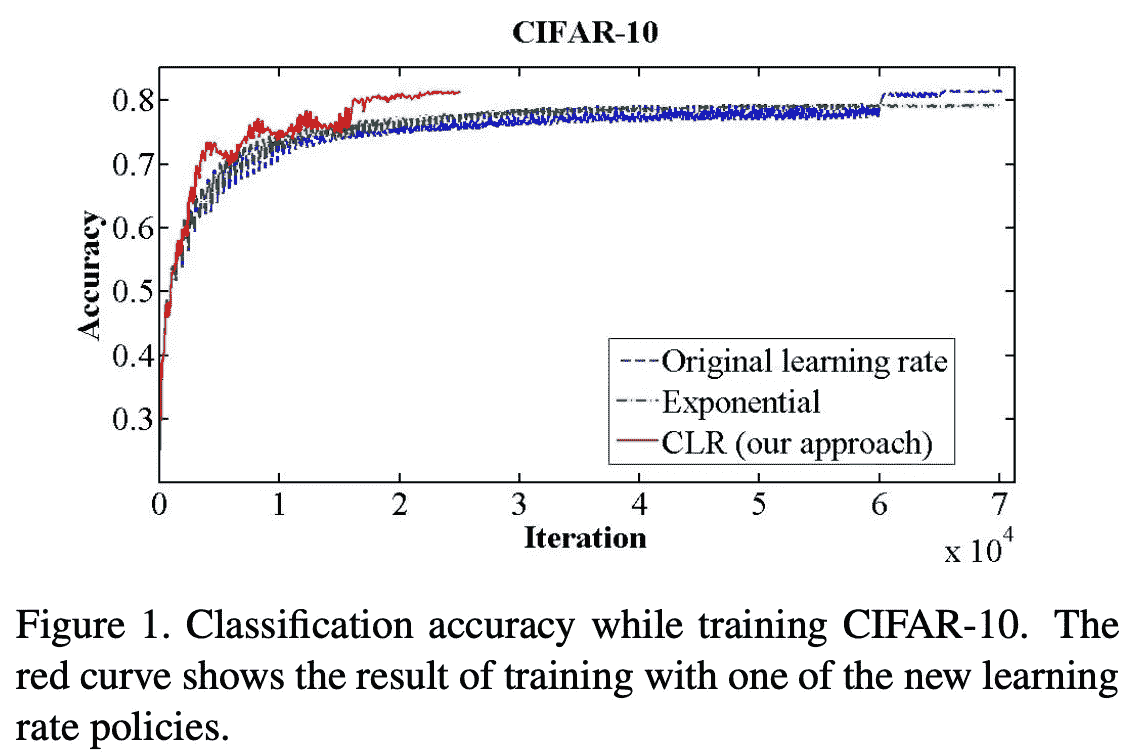 CIFAR-10
0.8
0.7
0.6
0.5
0.4
0.3
Accuracy
Original learning rate
Exponential
CLR (our approach)
0 1 2 3 4 5 6 7
Iteration
x 10^4
Figure 1. Classification accuracy while training CIFAR-10. The
red curve shows the result of training with one of the new learning
rate policies.